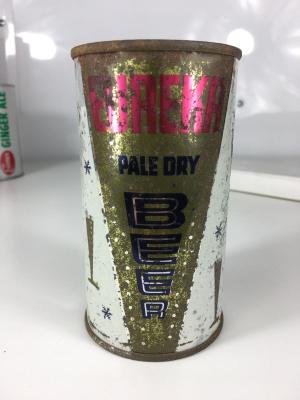 EUREKA
PALE DRY
BEER
GINGER ALE